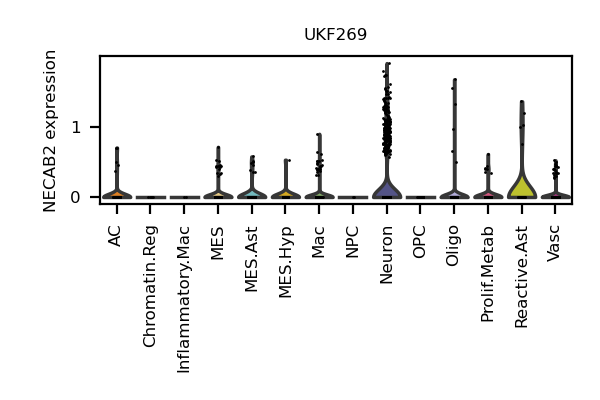 UKF269
NECAB2 expression
1
0
AC
Chromatin.Reg
Inflammatory.Mac
MES
MES.Ast
MES.Hyp
Mac
NPC
Neuron
OPC
Oligo
Prolif.Metab
Reactive.Ast
Vasc